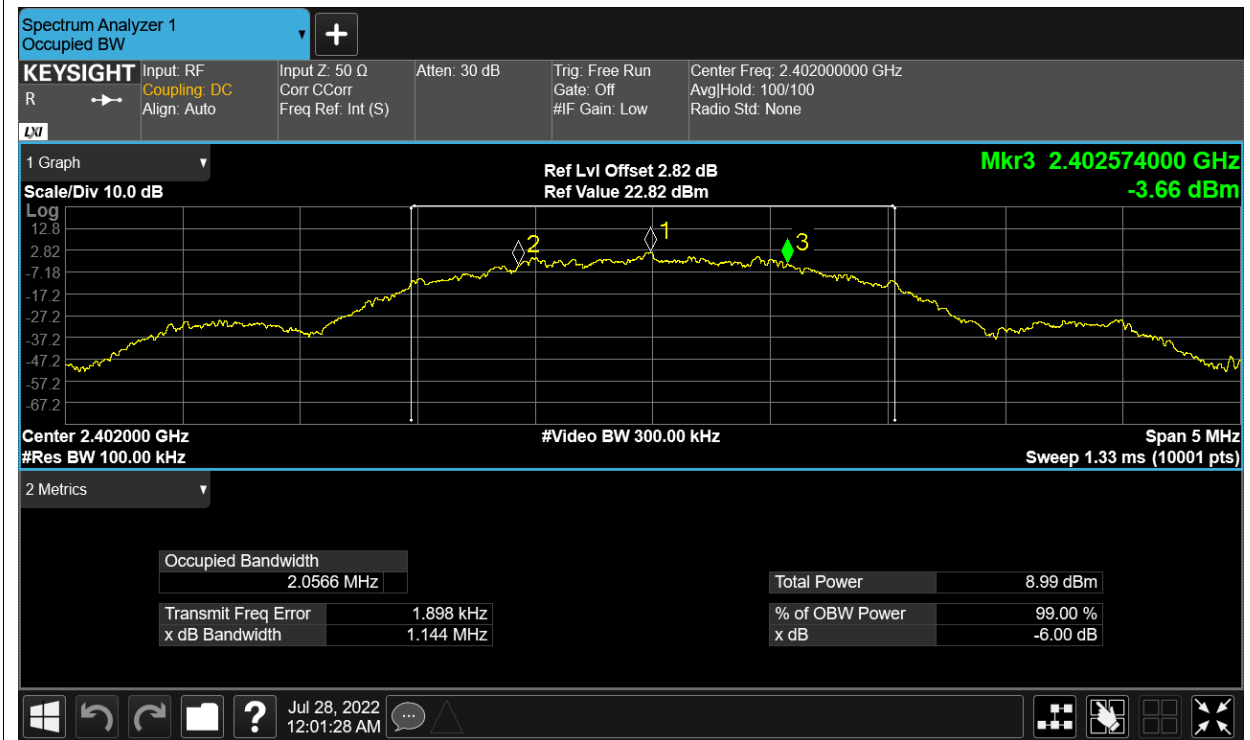 Spectrum Analyzer 1
Occupied BW
KEYSIGHT
R
LXI
Input: RF
Coupling: DC
Align: Auto
Input Z: 50 Ω
Corr CCorr
Freq Ref: Int (S)
Atten: 30 dB
Trig: Free Run
Gate: Off
#IF Gain: Low
Center Freq: 2.402000000 GHz
Avg|Hold: 100/100
Radio Std: None
1 Graph
Scale/Div 10.0 dB
Ref Lvl Offset 2.82 dB
Ref Value 22.82 dBm
Mkr3 2.402574000 GHz
-3.66 dBm
Log
12.8
2.82
-7.18
-17.2
-27.2
-37.2
-47.2
-57.2
-67.2
2
1
3
Center 2.402000 GHz
#Video BW 300.00 kHz
Span 5 MHz
#Res BW 100.00 kHz
Sweep 1.33 ms (10001 pts)
2 Metrics
Occupied Bandwidth
2.0566 MHz
Total Power 8.99 dBm
Transmit Freq Error 1.898 kHz
% of OBW Power 99.00 %
x dB Bandwidth 1.144 MHz
x dB -6.00 dB
?
Jul 28, 2022
12:01:28 AM